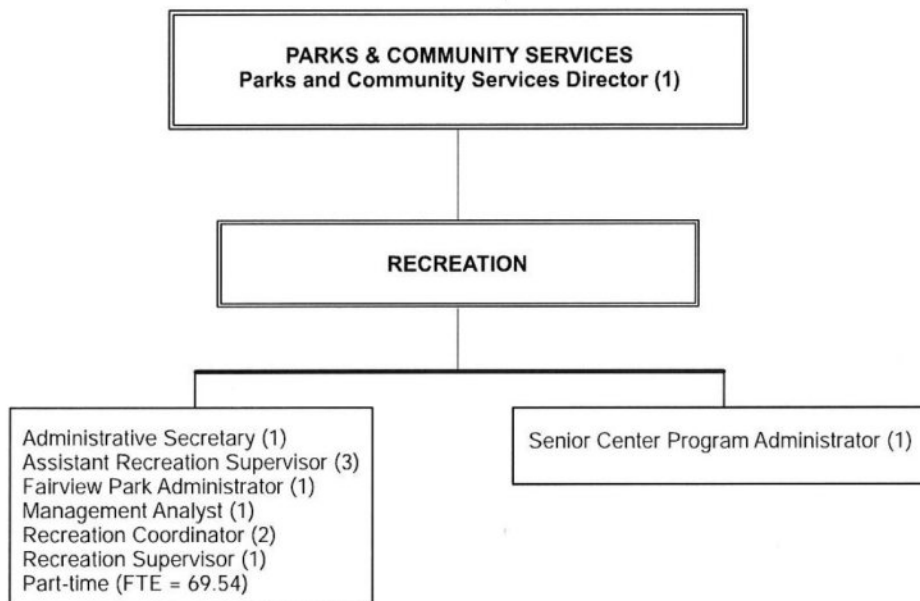 PARKS & COMMUNITY SERVICES
Parks and Community Services Director (1)
RECREATION
Administrative Secretary (1)
Assistant Recreation Supervisor (3)
Fairview Park Administrator (1)
Management Analyst (1)
Recreation Coordinator (2)
Recreation Supervisor (1)
Part-time (FTE = 69.54)
Senior Center Program Administrator (1)